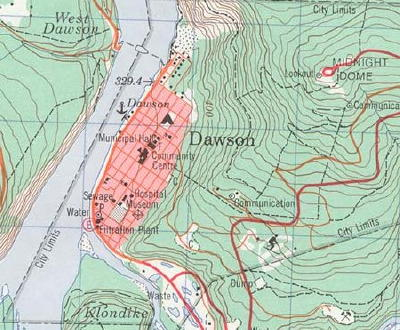 City Limits
West
Dawson
MIDNIGHT
DOME
Lookout
329.4
Dawson
Communica
100
Municipal Hall
Dawson
Community
Centre
C
Sewage
Hospital
Museum
Communication
Water
P
Filtration Plant
C
City Limits
City Limits
Dump
Waste
Klondike